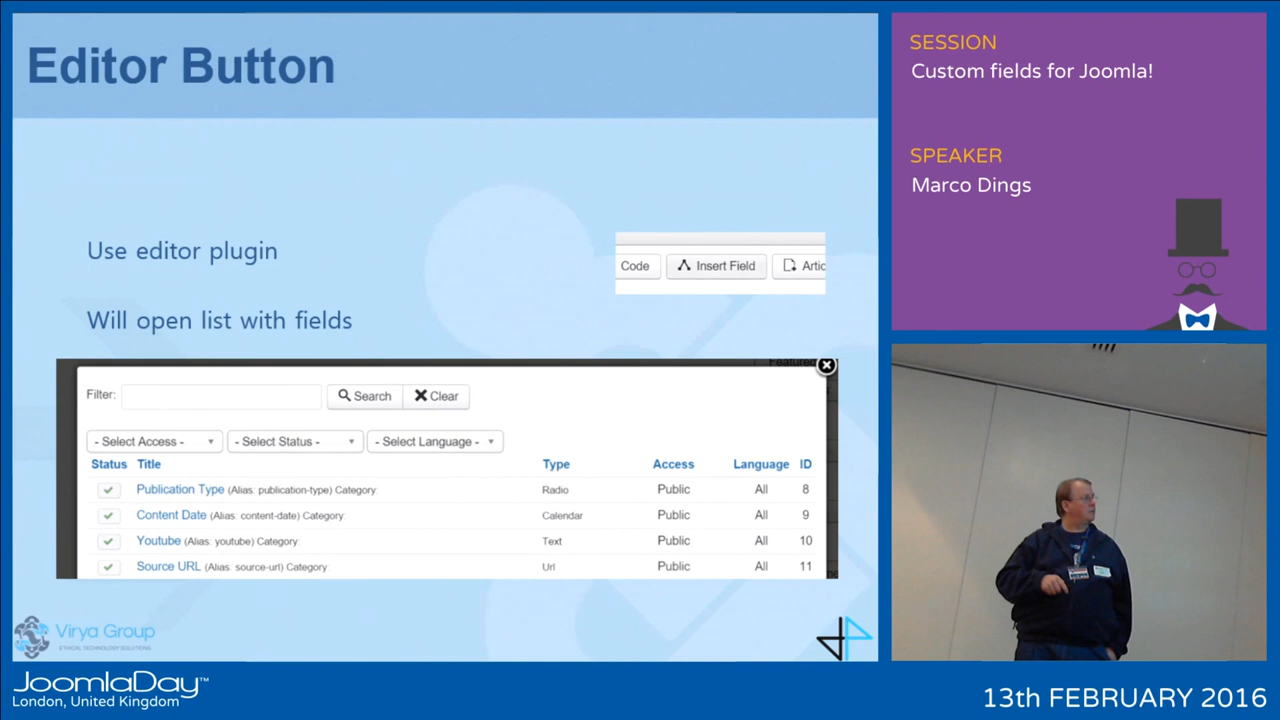 Editor Button
Use editor plugin
Code Insert Field Artic
Will open list with fields
Featured
Filter: Search Clear
- Select Access - - Select Status - - Select Language -
Status Title Type Access Language ID
Publication Type (Alias: publication-type) Category: Radio Public All 8
Content Date (Alias: content-date) Category: Calendar Public All 9
Youtube (Alias: youtube) Category: Text Public All 10
Source URL (Alias: source-url) Category: Url Public All 11
Virya Group
ETHICAL TECHNOLOGY SOLUTIONS
SESSION
Custom fields for Joomla!
SPEAKER
Marco Dings
JoomlaDay™
London, United Kingdom
13th FEBRUARY 2016